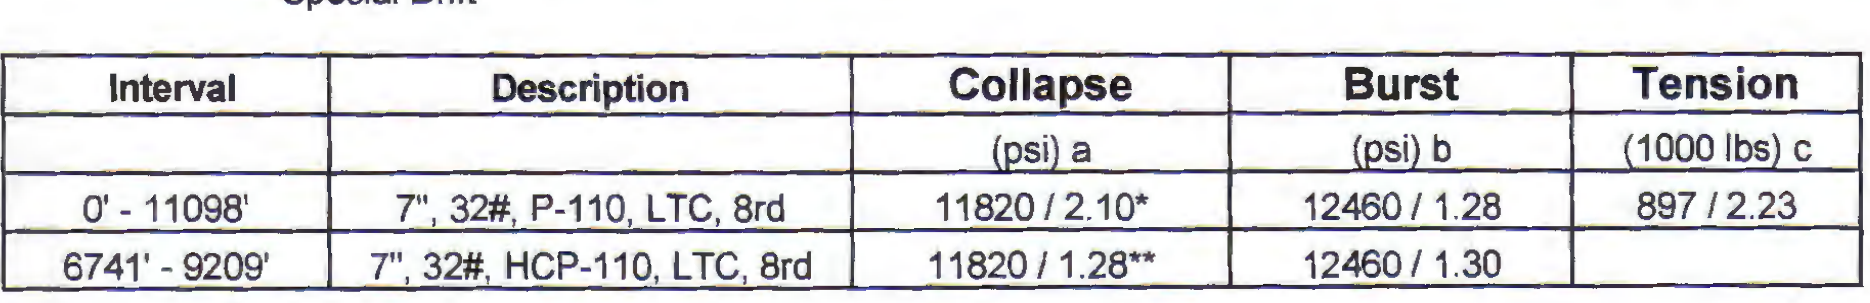 Special Drift
Interval Description Collapse Burst Tension
(psi) a (psi) b (1000 lbs) c
0' - 11098' 7", 32#, P-110, LTC, 8rd 11820 / 2.10* 12460 / 1.28 897 / 2.23
6741' - 9209' 7", 32#, HCP-110, LTC, 8rd 11820 / 1.28** 12460 / 1.30